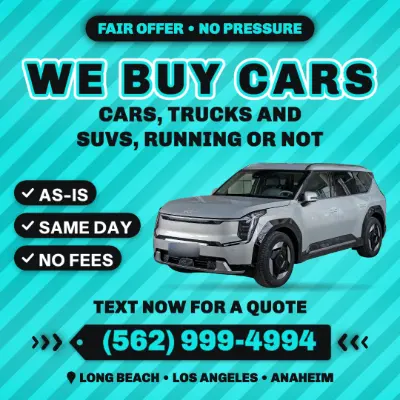 FAIR OFFER • NO PRESSURE
WE BUY CARS
CARS, TRUCKS AND
SUVS, RUNNING OR NOT
AS-IS
SAME DAY
NO FEES
TEXT NOW FOR A QUOTE
(562) 999-4994
LONG BEACH • LOS ANGELES • ANAHEIM